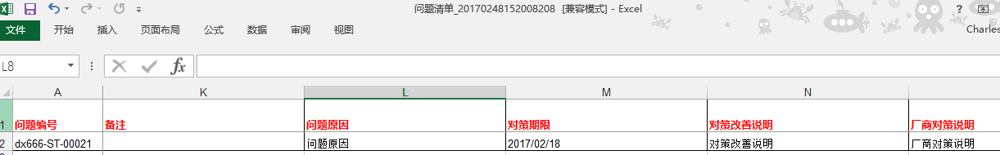 问题清单_20170248152008208 [兼容模式] - Excel
文件 开始 插入 页面布局 公式 数据 审阅 视图 Charles
L8 fx
A K L M N
1 问题编号 备注 问题原因 对策期限 对策改善说明 厂商对策说明
2 dx666-ST-00021 问题原因 2017/02/18 对策改善说明 厂商对策说明